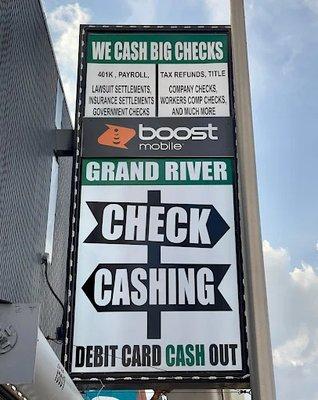 WE CASH BIG CHECKS
401K , PAYROLL,
LAWSUIT SETTLEMENTS,
INSURANCE SETTLEMENTS
GOVERNMENT CHECKS
TAX REFUNDS, TITLE
COMPANY CHECKS,
WORKERS COMP CHECKS,
AND MUCH MORE
boost
mobile
GRAND RIVER
CHECK
CASHING
DEBIT CARD CASH OUT